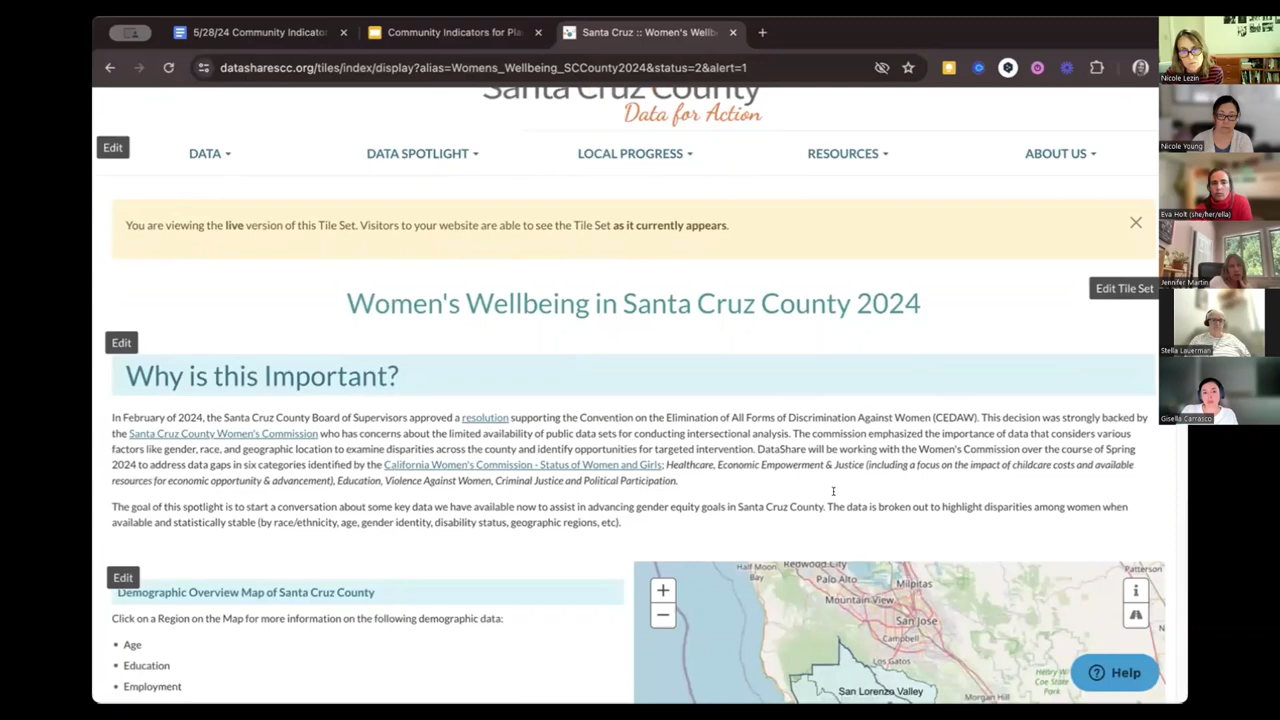 5/28/24 Community Indicator
Community Indicators for Pla
Santa Cruz :: Women's Wellb
datasharescc.org/tiles/index/display?alias=Womens_Wellbeing_SCCounty2024&status=2&alert=1
Santa Cruz County
Data for Action
Edit
DATA
DATA SPOTLIGHT
LOCAL PROGRESS
RESOURCES
ABOUT US
You are viewing the live version of this Tile Set. Visitors to your website are able to see the Tile Set as it currently appears.
Edit Tile Set
Women's Wellbeing in Santa Cruz County 2024
Edit
Why is this Important?
In February of 2024, the Santa Cruz County Board of Supervisors approved a resolution supporting the Convention on the Elimination of All Forms of Discrimination Against Women (CEDAW). This decision was strongly backed by
the Santa Cruz County Women's Commission who has concerns about the limited availability of public data sets for conducting intersectional analysis. The commission emphasized the importance of data that considers various
factors like gender, race, and geographic location to examine disparities across the county and identify opportunities for targeted intervention. DataShare will be working with the Women's Commission over the course of Spring
2024 to address data gaps in six categories identified by the California Women's Commission - Status of Women and Girls: Healthcare, Economic Empowerment & Justice (including a focus on the impact of childcare costs and available
resources for economic opportunity & advancement), Education, Violence Against Women, Criminal Justice and Political Participation.
The goal of this spotlight is to start a conversation about some key data we have available now to assist in advancing gender equity goals in Santa Cruz County. The data is broken out to highlight disparities among women when
available and statistically stable (by race/ethnicity, age, gender identity, disability status, geographic regions, etc).
Edit
Demographic Overview Map of Santa Cruz County
Click on a Region on the Map for more information on the following demographic data:
Age
Education
Employment
Half Moon
Bay
Redwood City
Palo Alto
Milpitas
Mountain View
San Jose
Campbell
Los Gatos
San Lorenzo Valley
Morgan Hill
Henry W
Coe State
Park
Patterson
Help
Nicole Lezin
Nicole Young
Eva Holt (she/her/ella)
Jennifer Martin
Stella Lauerman
Gisella Carrasco